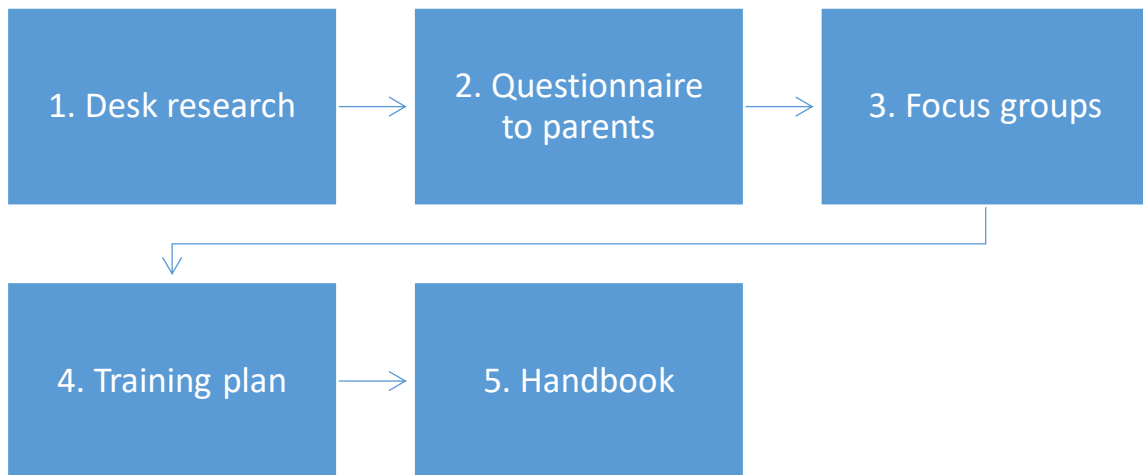 1. Desk research
2. Questionnaire
to parents
3. Focus groups
4. Training plan
5. Handbook